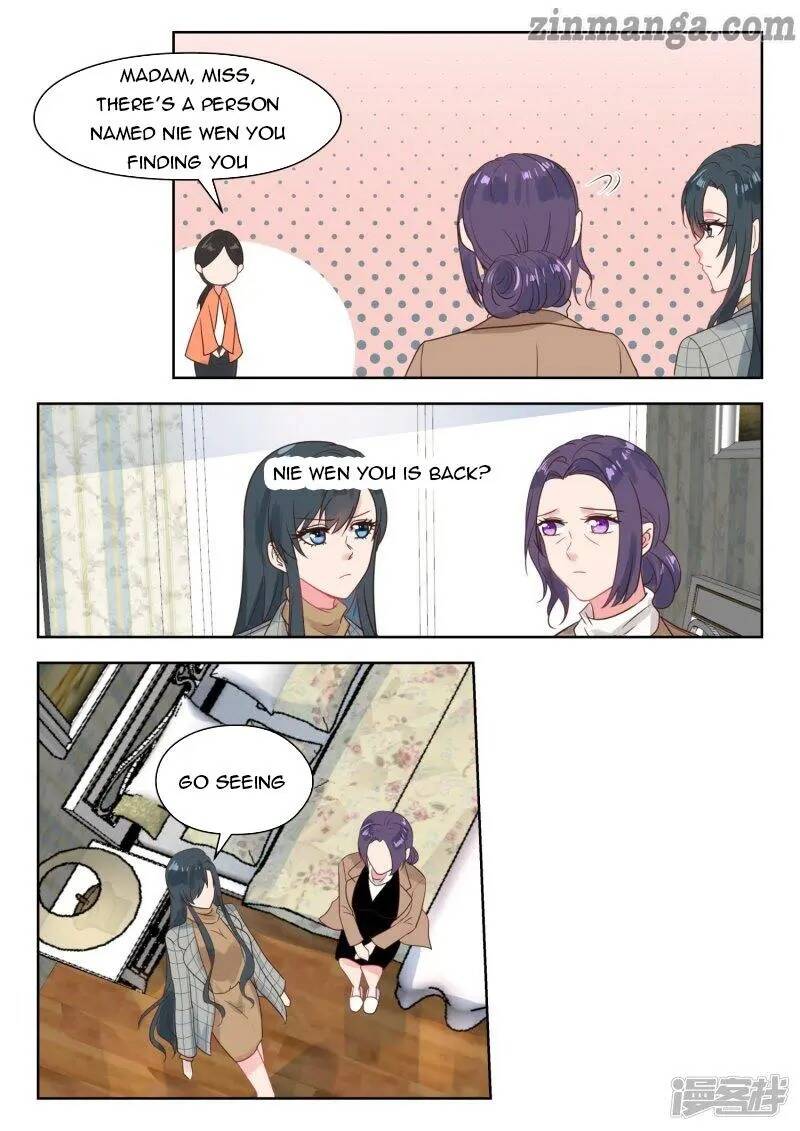 zinmanga.com
MADAM, MISS,
THERE'S A PERSON
NAMED NIE WEN YOU
FINDING YOU
NIE WEN YOU IS BACK?
GO SEEING
漫客栈